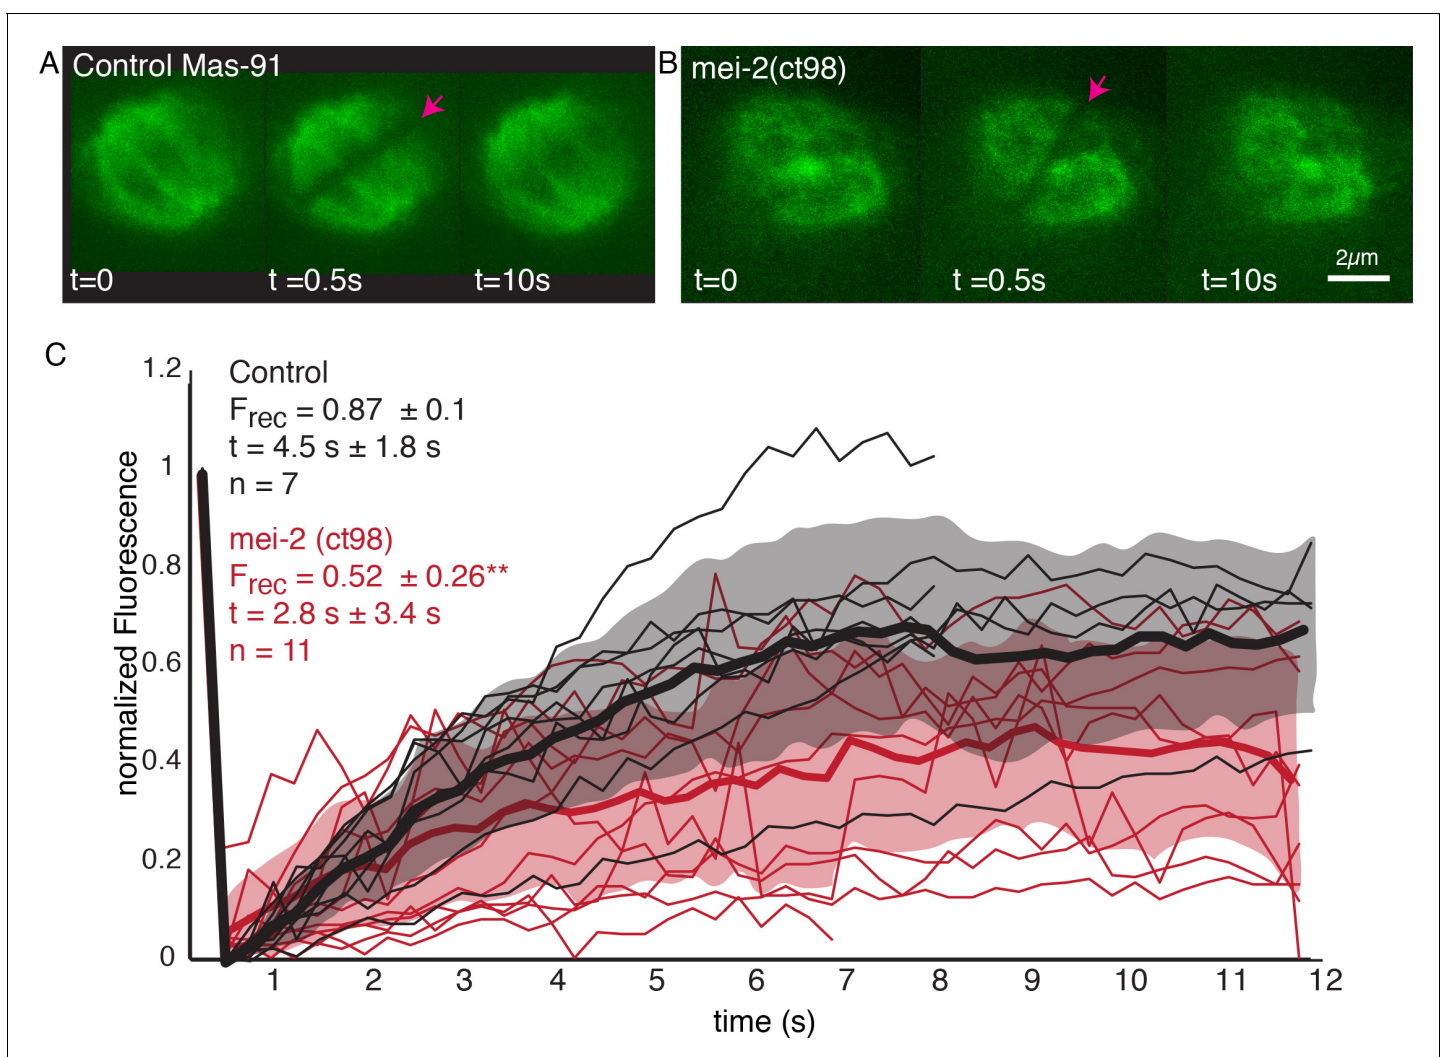 A
Control Mas-91
t=0
t =0.5s
t=10s
B
mei-2(ct98)
t=0
t =0.5s
t=10s
2µm
C
Control
Frec = 0.87 ± 0.1
t = 4.5 s ± 1.8 s
n = 7
mei-2 (ct98)
Frec = 0.52 ± 0.26**
t = 2.8 s ± 3.4 s
n = 11
normalized Fluorescence
1.2
1
0.8
0.6
0.4
0.2
0
1 2 3 4 5 6 7 8 9 10 11 12
time (s)